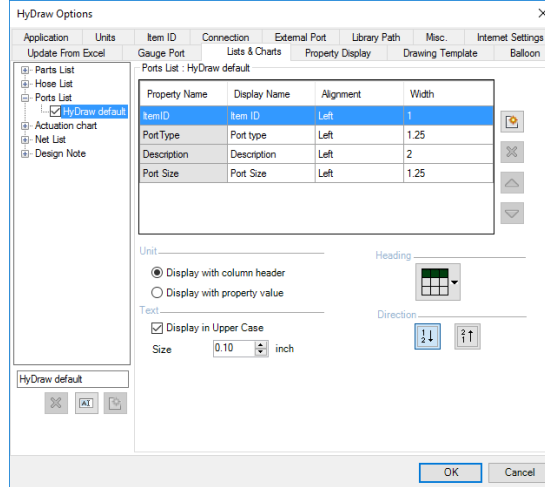 HyDraw Options
Application Units Item ID Connection External Port Library Path Misc. Internet Settings
Update From Excel Gauge Port Lists & Charts Property Display Drawing Template Balloon
Parts List
Hose List
Ports List
HyDraw default
Actuation chart
Net List
Design Note
Ports List : HyDraw default
Property Name Display Name Alignment Width
ItemID Item ID Left 1
PortType Port type Left 1.25
Description Description Left 2
Port Size Port Size Left 1.25
Unit
Display with column header
Display with property value
Heading
Text
Display in Upper Case
Size 0.10 inch
Direction
1 2
2 1
HyDraw default
AI
OK Cancel